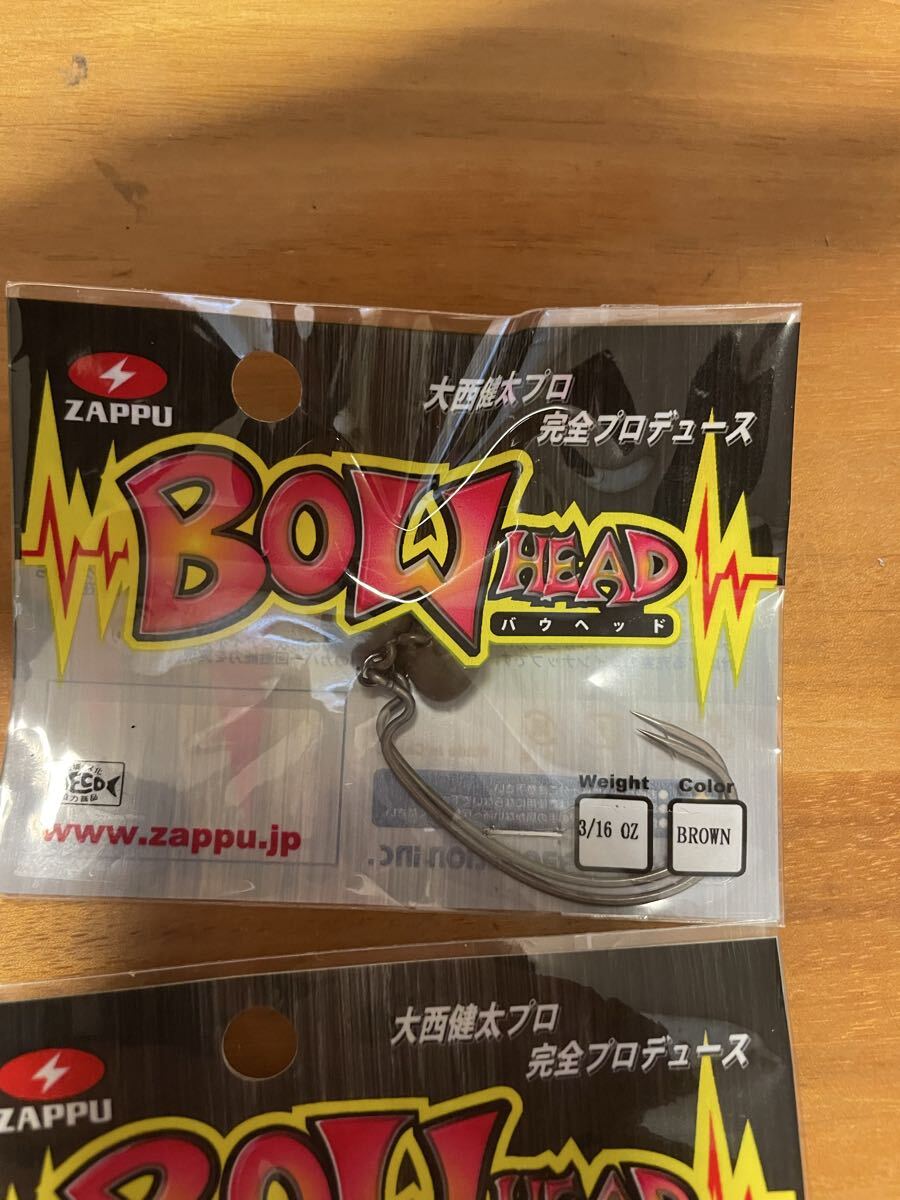 ZAPPU
大西健太プロ
完全プロデュース
BOW HEAD
バウヘッド
Weight
Color
3/16 OZ
BROWN
www.zappu.jp
大西健太プロ
完全プロデュース
ZAPPU
BOW HEAD